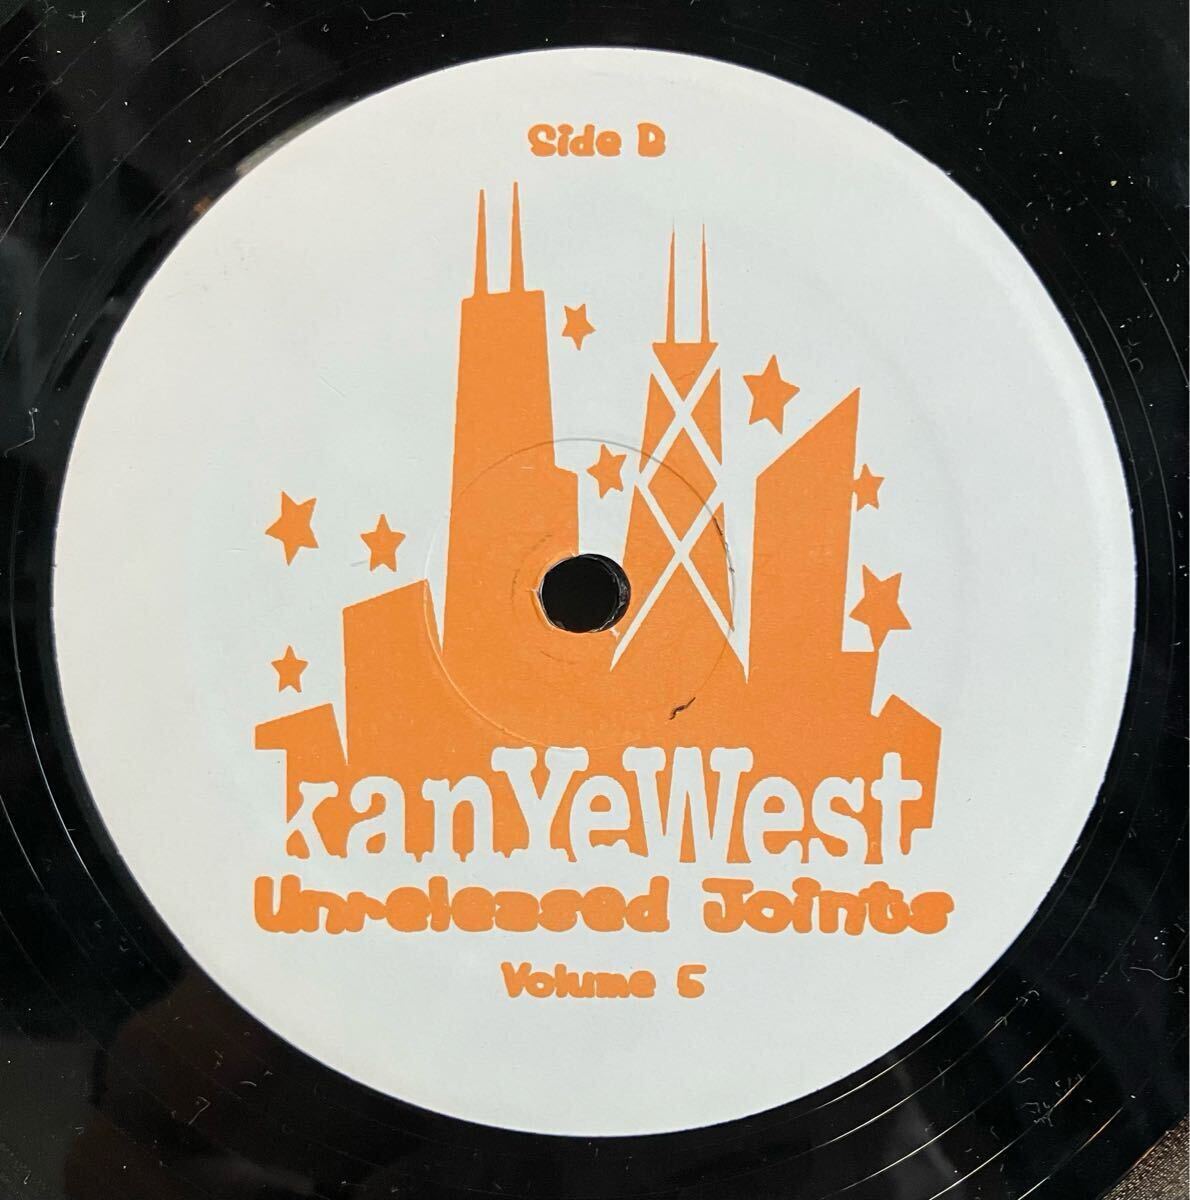 Side D
kanYeWest
Unreleased Joints
Volume 5